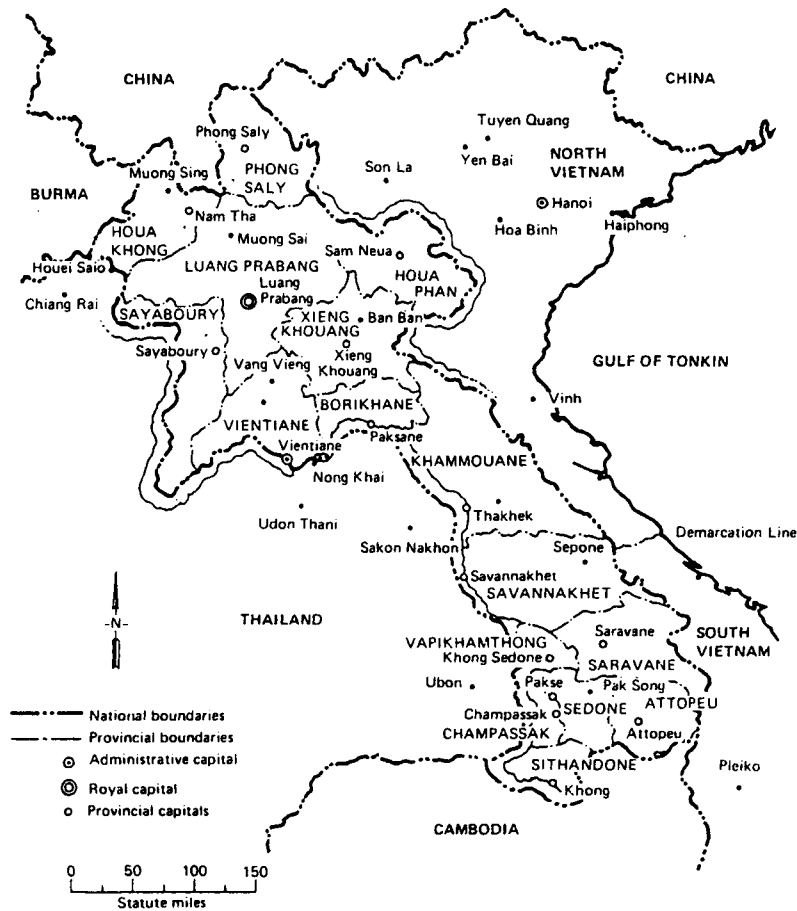 CHINA
CHINA
Phong Saly
Tuyen Quang
Muong Sing
PHONG
SALY
Son La
Yen Bai
NORTH
VIETNAM
BURMA
Nam Tha
Hanoi
HOUA
KHONG
Muong Sai
Hoa Binh
Haiphong
Sam Neua
Houei Saio
LUANG PRABANG
HOUA
PHAN
Chiang Rai
Luang
Prabang
SAYABOURY
XIENG
KHOUANG
Ban Ban
Sayaboury
Xieng
Khouang
GULF OF TONKIN
Vang Vieng
BORIKHANE
Vinh
VIENTIANE
Paksane
Vientiane
KHAMMOUANE
Nong Khai
Udon Thani
Thakhek
Demarcation Line
Sakon Nakhon
Sepone
Savannakhet
SAVANNAKHET
THAILAND
-N-
VAPIKHAMTHONG
Saravane
SOUTH
VIETNAM
Khong Sedone
SARAVANE
Ubon
Pakse
Pak Song
ATTOPEU
Champassak
SEDONE
CHAMPASSAK
Attopeu
SITHANDONE
Khong
Pleiko
CAMBODIA
National boundaries
Provincial boundaries
Administrative capital
Royal capital
Provincial capitals
0 50 100 150
Statute miles